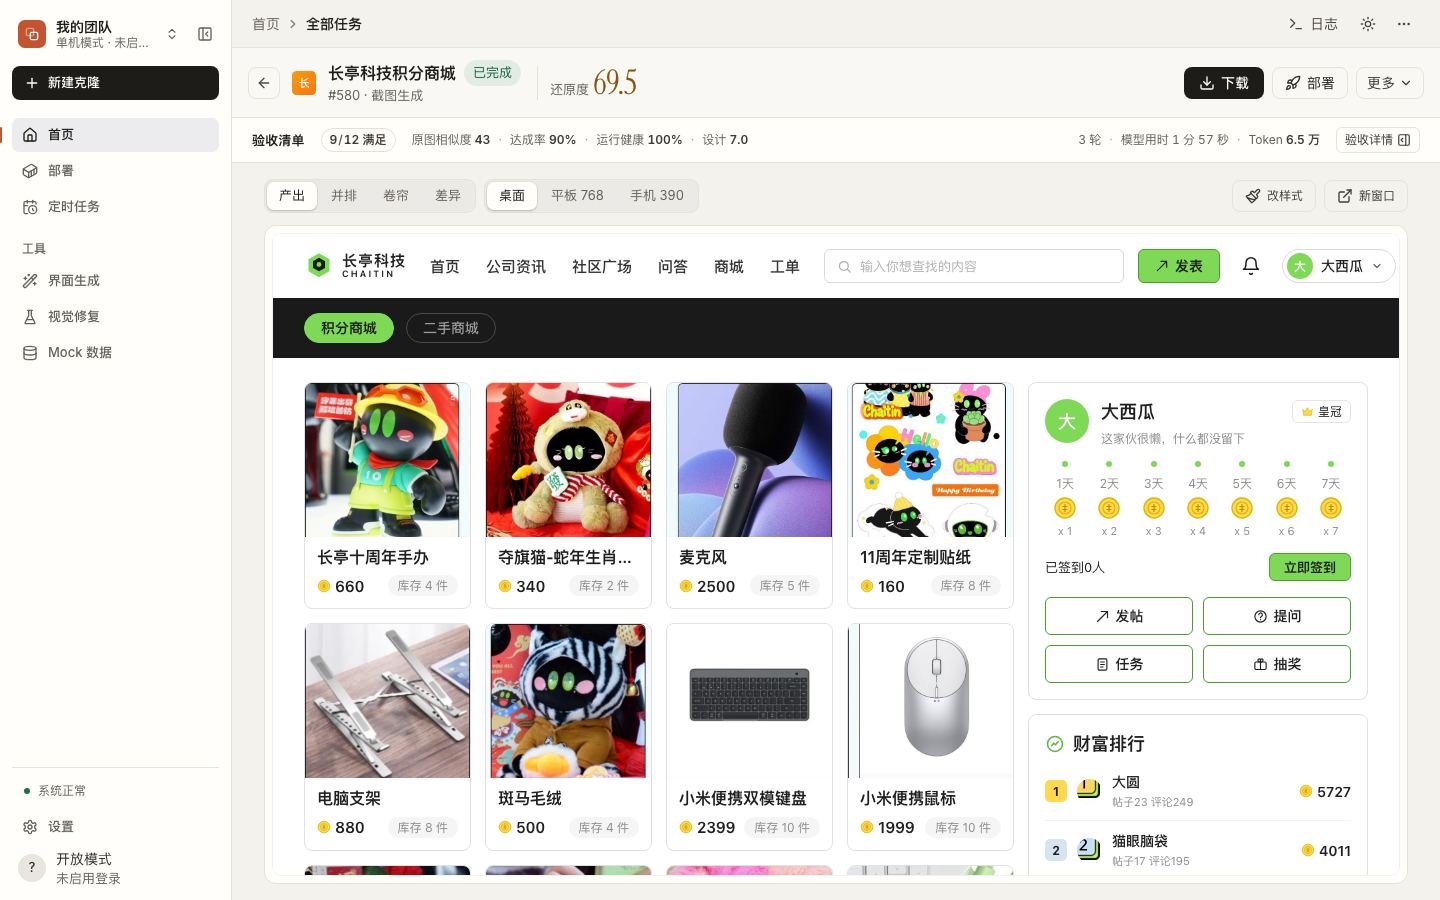 我的团队
单机模式 · 未启...
新建克隆
首页
部署
定时任务
工具
界面生成
视觉修复
Mock 数据
系统正常
设置
?
开放模式
未启用登录
首页 > 全部任务
日志
长
长亭科技积分商城 已完成
#580 · 截图生成
还原度 69.5
下载
部署
更多
验收清单 9/12 满足 原图相似度 43 · 达成率 90% · 运行健康 100% · 设计 7.0
3 轮 · 模型用时 1 分 57 秒 · Token 6.5 万 验收详情
产出 并排 卷帘 差异
桌面 平板 768 手机 390
改样式
新窗口
长亭科技
CHAITIN
首页 公司资讯 社区广场 问答 商城 工单
输入你想查找的内容
发表
大 大西瓜
积分商城 二手商城
Chaitin
Hello
Chaitin
Happy Birthday
長亭十周年手办
660 库存 4 件
夺旗猫-蛇年生肖...
340 库存 2 件
麦克风
2500 库存 5 件
11周年定制贴纸
160 库存 8 件
电脑支架
880 库存 8 件
斑马毛绒
500 库存 4 件
小米便携双模键盘
2399 库存 10 件
小米便携鼠标
1999 库存 10 件
大 大西瓜 皇冠
这家伙很懒，什么都没留下
1天 2天 3天 4天 5天 6天 7天
x 1 x 2 x 3 x 4 x 5 x 6 x 7
已签到0人 立即签到
发帖 提问
任务 抽奖
财富排行
1 大圆 5727
帖子23 评论249
2 猫眼脑袋 4011
帖子17 评论195